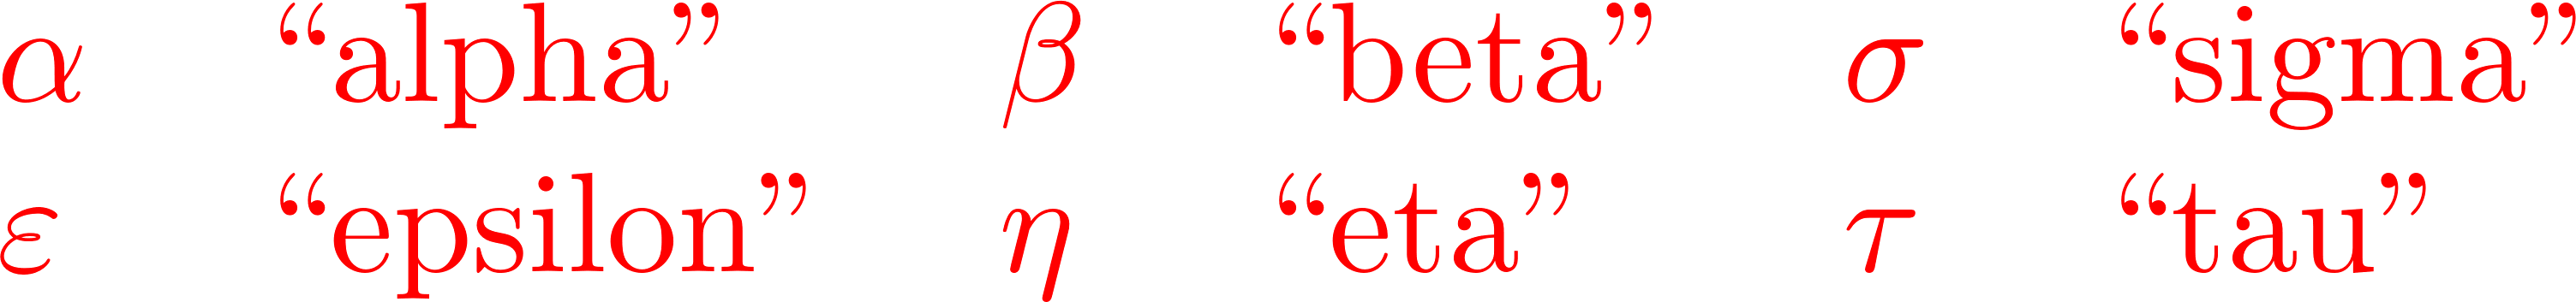 α “alpha” β “beta” σ “sigma”
ε “epsilon” η “eta” τ “tau”